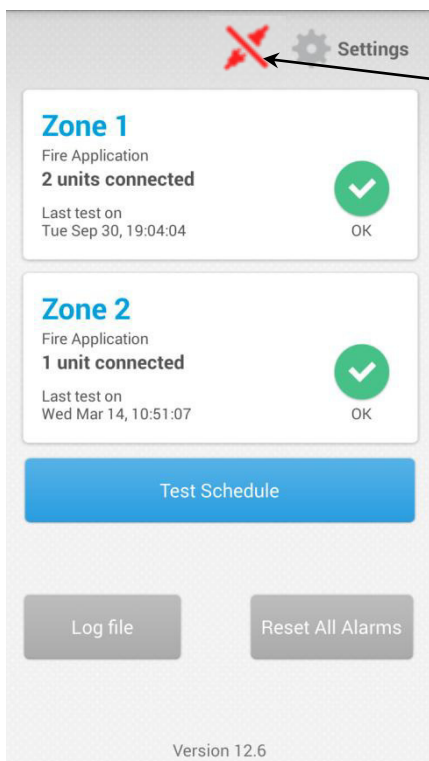 Settings
Zone 1
Fire Application
2 units connected
Last test on
Tue Sep 30, 19:04:04
OK
Zone 2
Fire Application
1 unit connected
Last test on
Wed Mar 14, 10:51:07
OK
Test Schedule
Log file
Reset All Alarms
Version 12.6